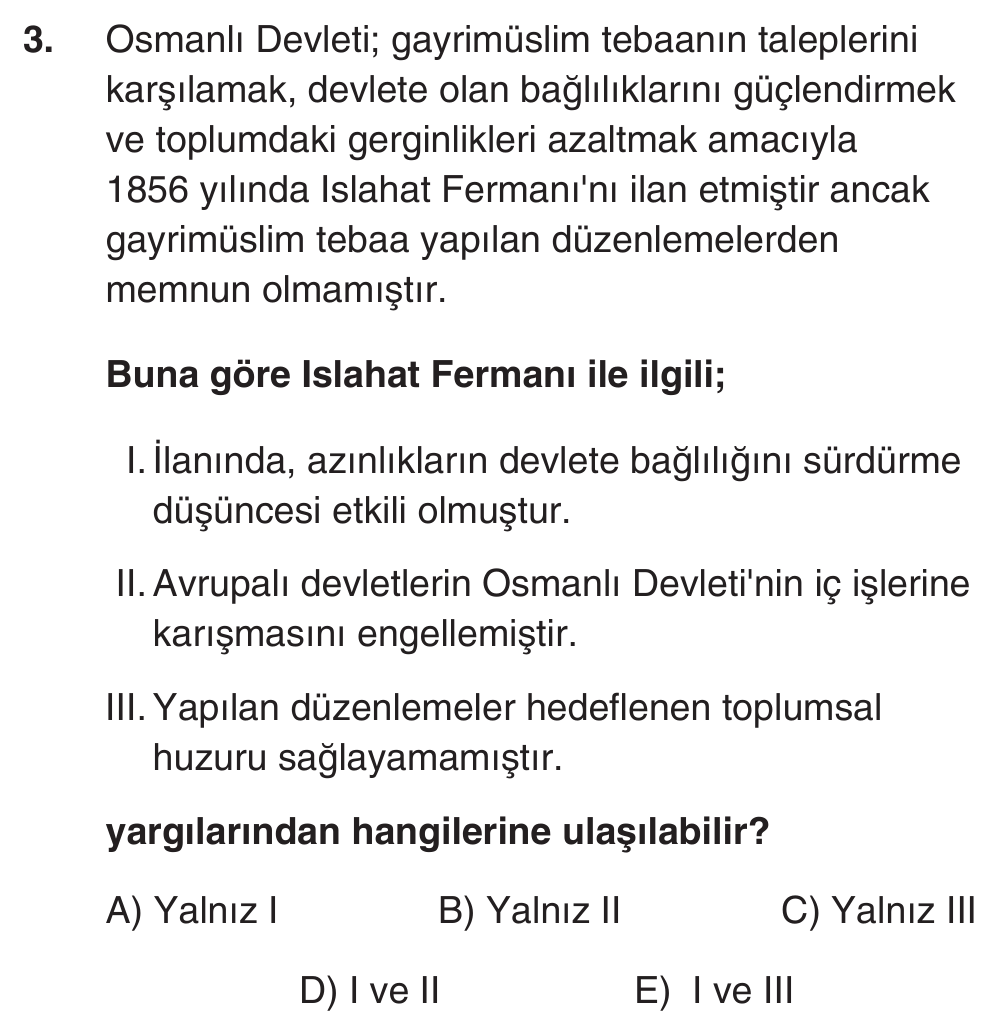 3. Osmanlı Devleti; gayrimüslim tebaanın taleplerini
karşılamak, devlete olan bağlılıklarını güçlendirmek
ve toplumdaki gerginlikleri azaltmak amacıyla
1856 yılında Islahat Fermanı'nı ilan etmiştir ancak
gayrimüslim tebaa yapılan düzenlemelerden
memnun olmamıştır.
Buna göre Islahat Fermanı ile ilgili;
I. İlanında, azınlıkların devlete bağlılığını sürdürme
düşüncesi etkili olmuştur.
II. Avrupalı devletlerin Osmanlı Devleti'nin iç işlerine
karışmasını engellemiştir.
III. Yapılan düzenlemeler hedeflenen toplumsal
huzuru sağlayamamıştır.
yargılarından hangilerine ulaşılabilir?
A) Yalnız I B) Yalnız II C) Yalnız III
D) I ve II E) I ve III